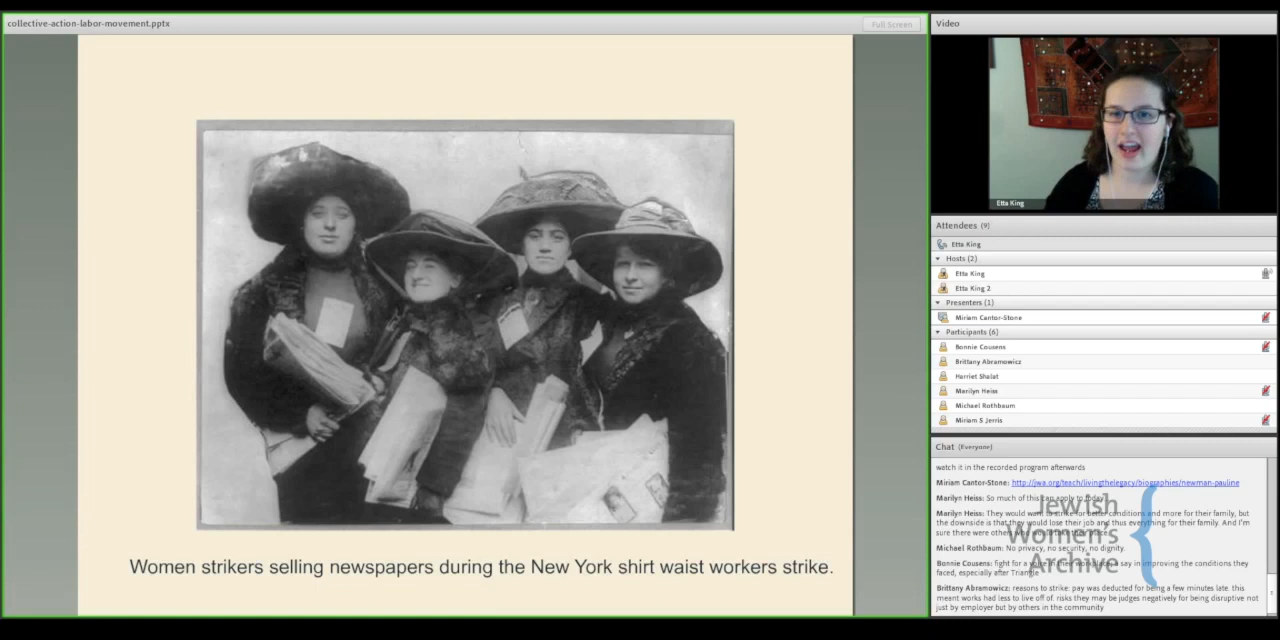 collective-action-labor-movement.pptx
Full Screen
Women strikers selling newspapers during the New York shirt waist workers strike.
Video
Etta King
Attendees (9)
Etta King
Hosts (2)
Etta King
Etta King 2
Presenters (1)
Miriam Cantor-Stone
Participants (6)
Bonnie Cousens
Brittany Abramowicz
Harriet Shalat
Marilyn Heiss
Michael Rothbaum
Miriam S Jerris
Chat (Everyone)
watch it in the recorded program afterwards
Miriam Cantor-Stone: http://jwa.org/teach/livingthelegacy/biographies/newman-pauline
Marilyn Heiss: So much of this can apply to today!
Marilyn Heiss: They would want to strike for better conditions and more for their family, but
the downside is that they would lose their job and thus everything for their family. And I'm
sure there were others who would take their place.
Michael Rothbaum: No privacy, no security, no dignity.
Bonnie Cousens: fight for a voice in their workplace, a say in improving the conditions they
faced, especially after Triangle
Brittany Abramowicz: reasons to strike: pay was deducted for being a few minutes late. this
meant works had less to live off of. risks they may be judges negatively for being disruptive not
just by employer but by others in the community
Jewish
Women's
Archive